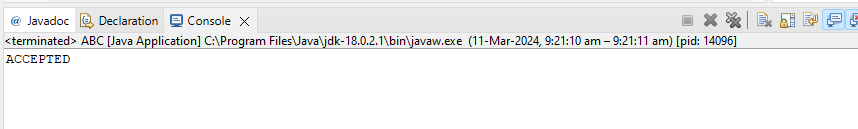 @ Javadoc Declaration Console
<terminated> ABC [Java Application] C:\Program Files\Java\jdk-18.0.2.1\bin\javaw.exe (11-Mar-2024, 9:21:10 am – 9:21:11 am) [pid: 14096]
ACCEPTED